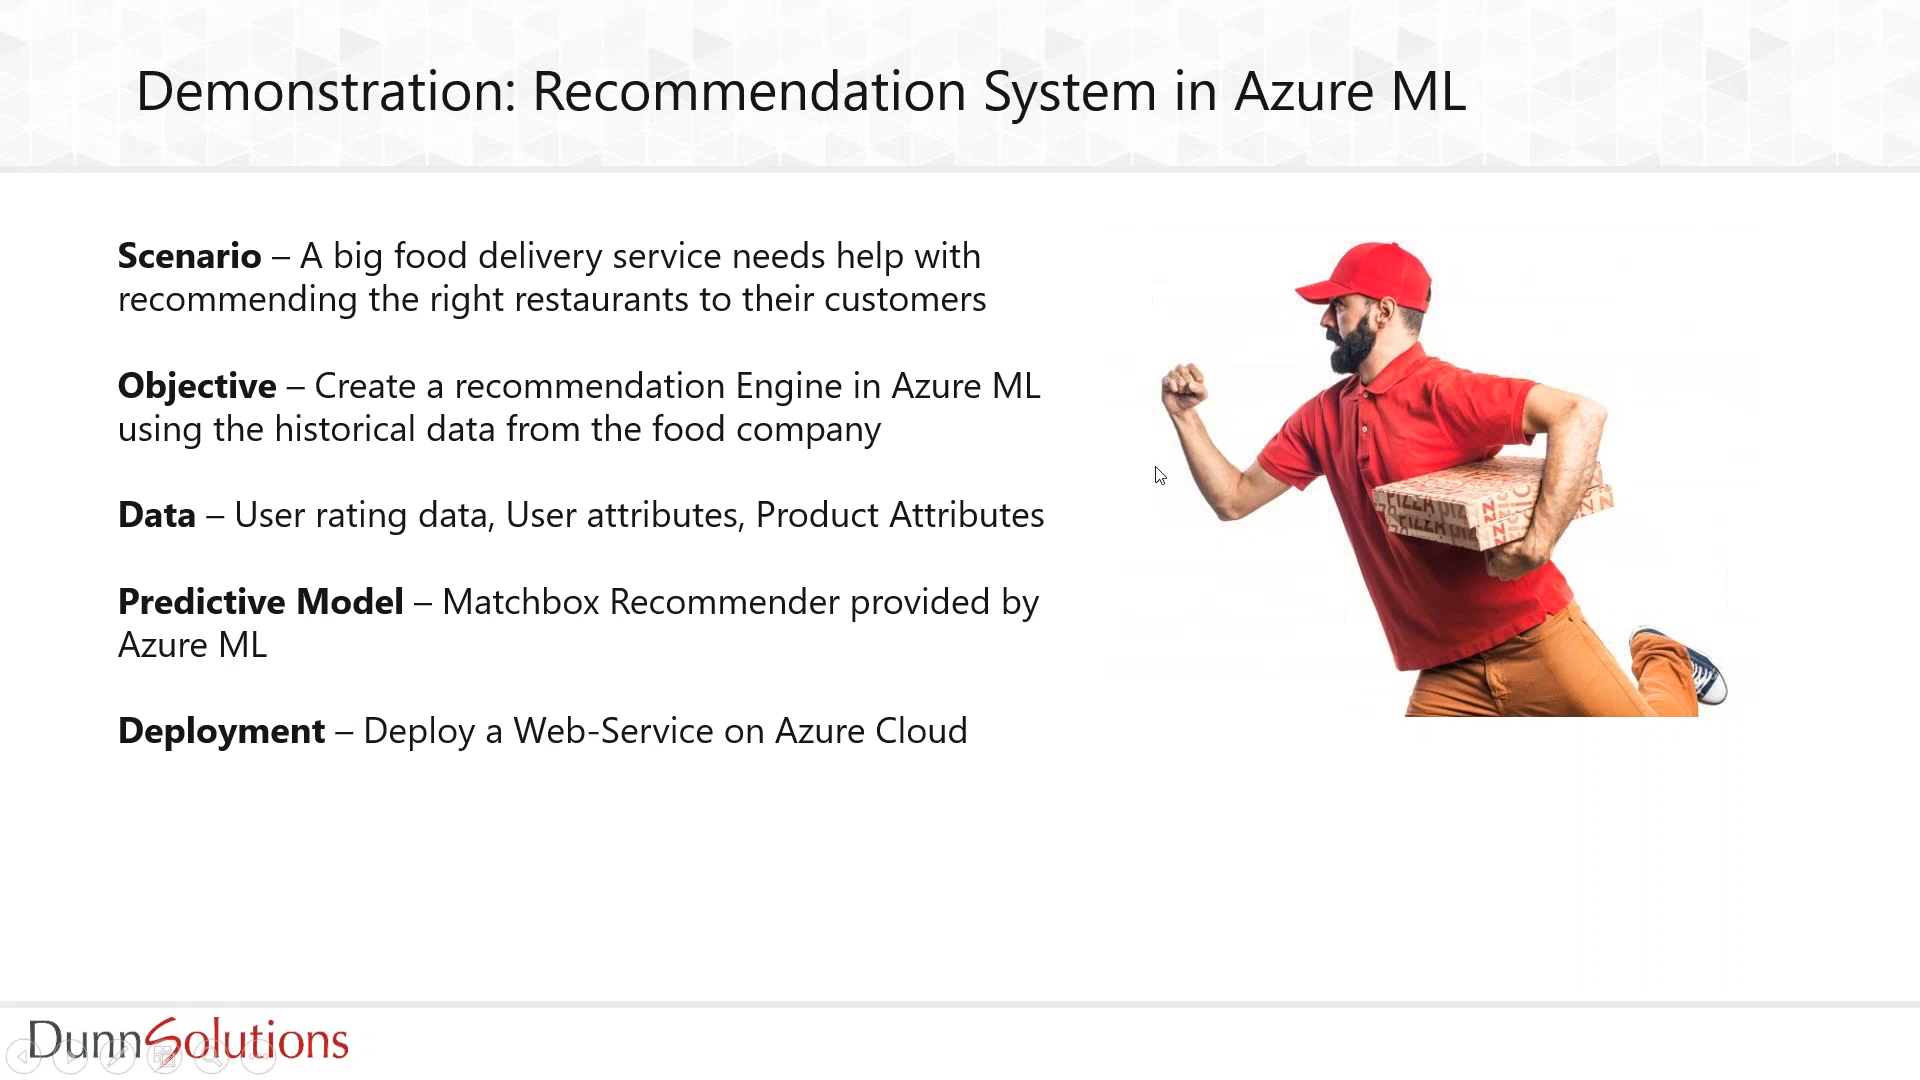 Demonstration: Recommendation System in Azure ML
Scenario – A big food delivery service needs help with
recommending the right restaurants to their customers
Objective – Create a recommendation Engine in Azure ML
using the historical data from the food company
Data – User rating data, User attributes, Product Attributes
Predictive Model – Matchbox Recommender provided by
Azure ML
Deployment – Deploy a Web-Service on Azure Cloud
PIZZA
PIZZA
DunnSolutions